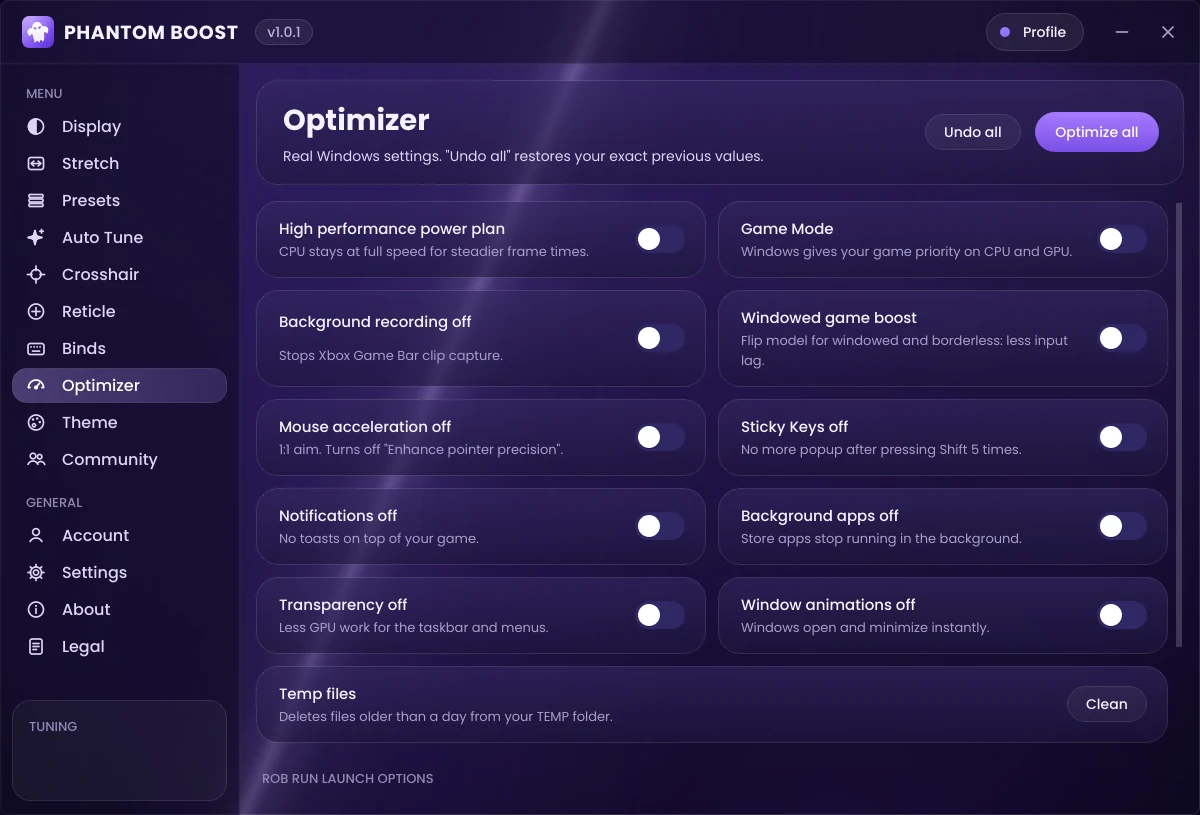 PHANTOM BOOST
v1.0.1
Profile
MENU
Display
Stretch
Presets
Auto Tune
Crosshair
Reticle
Binds
Optimizer
Theme
Community
GENERAL
Account
Settings
About
Legal
TUNING
Optimizer
Real Windows settings. "Undo all" restores your exact previous values.
Undo all
Optimize all
High performance power plan
CPU stays at full speed for steadier frame times.
Game Mode
Windows gives your game priority on CPU and GPU.
Background recording off
Stops Xbox Game Bar clip capture.
Windowed game boost
Flip model for windowed and borderless: less input
lag.
Mouse acceleration off
1:1 aim. Turns off "Enhance pointer precision".
Sticky Keys off
No more popup after pressing Shift 5 times.
Notifications off
No toasts on top of your game.
Background apps off
Store apps stop running in the background.
Transparency off
Less GPU work for the taskbar and menus.
Window animations off
Windows open and minimize instantly.
Temp files
Deletes files older than a day from your TEMP folder.
Clean
ROB RUN LAUNCH OPTIONS